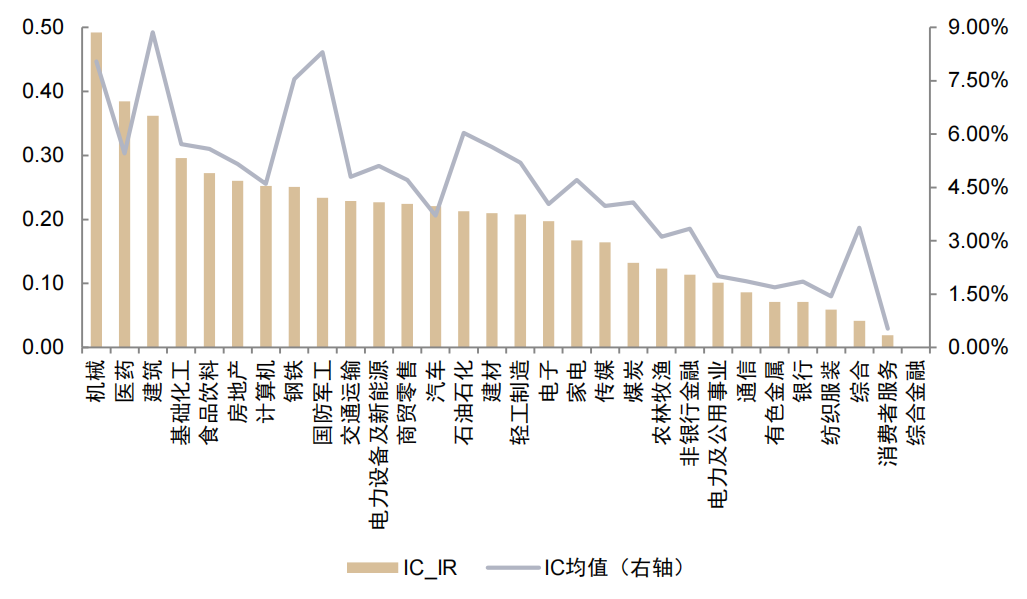 0.50
0.40
0.30
0.20
0.10
0.00
9.00%
7.50%
6.00%
4.50%
3.00%
1.50%
0.00%
机械
医药
建筑
基础化工
食品饮料
房地产
计算机
钢铁
国防军工
交通运输
电力设备及新能源
商贸零售
汽车
石油石化
建材
轻工制造
电子
家电
传媒
煤炭
农林牧渔
非银行金融
电力及公用事业
通信
有色金属
银行
纺织服装
综合
消费者服务
综合金融
IC_IR
IC均值（右轴）